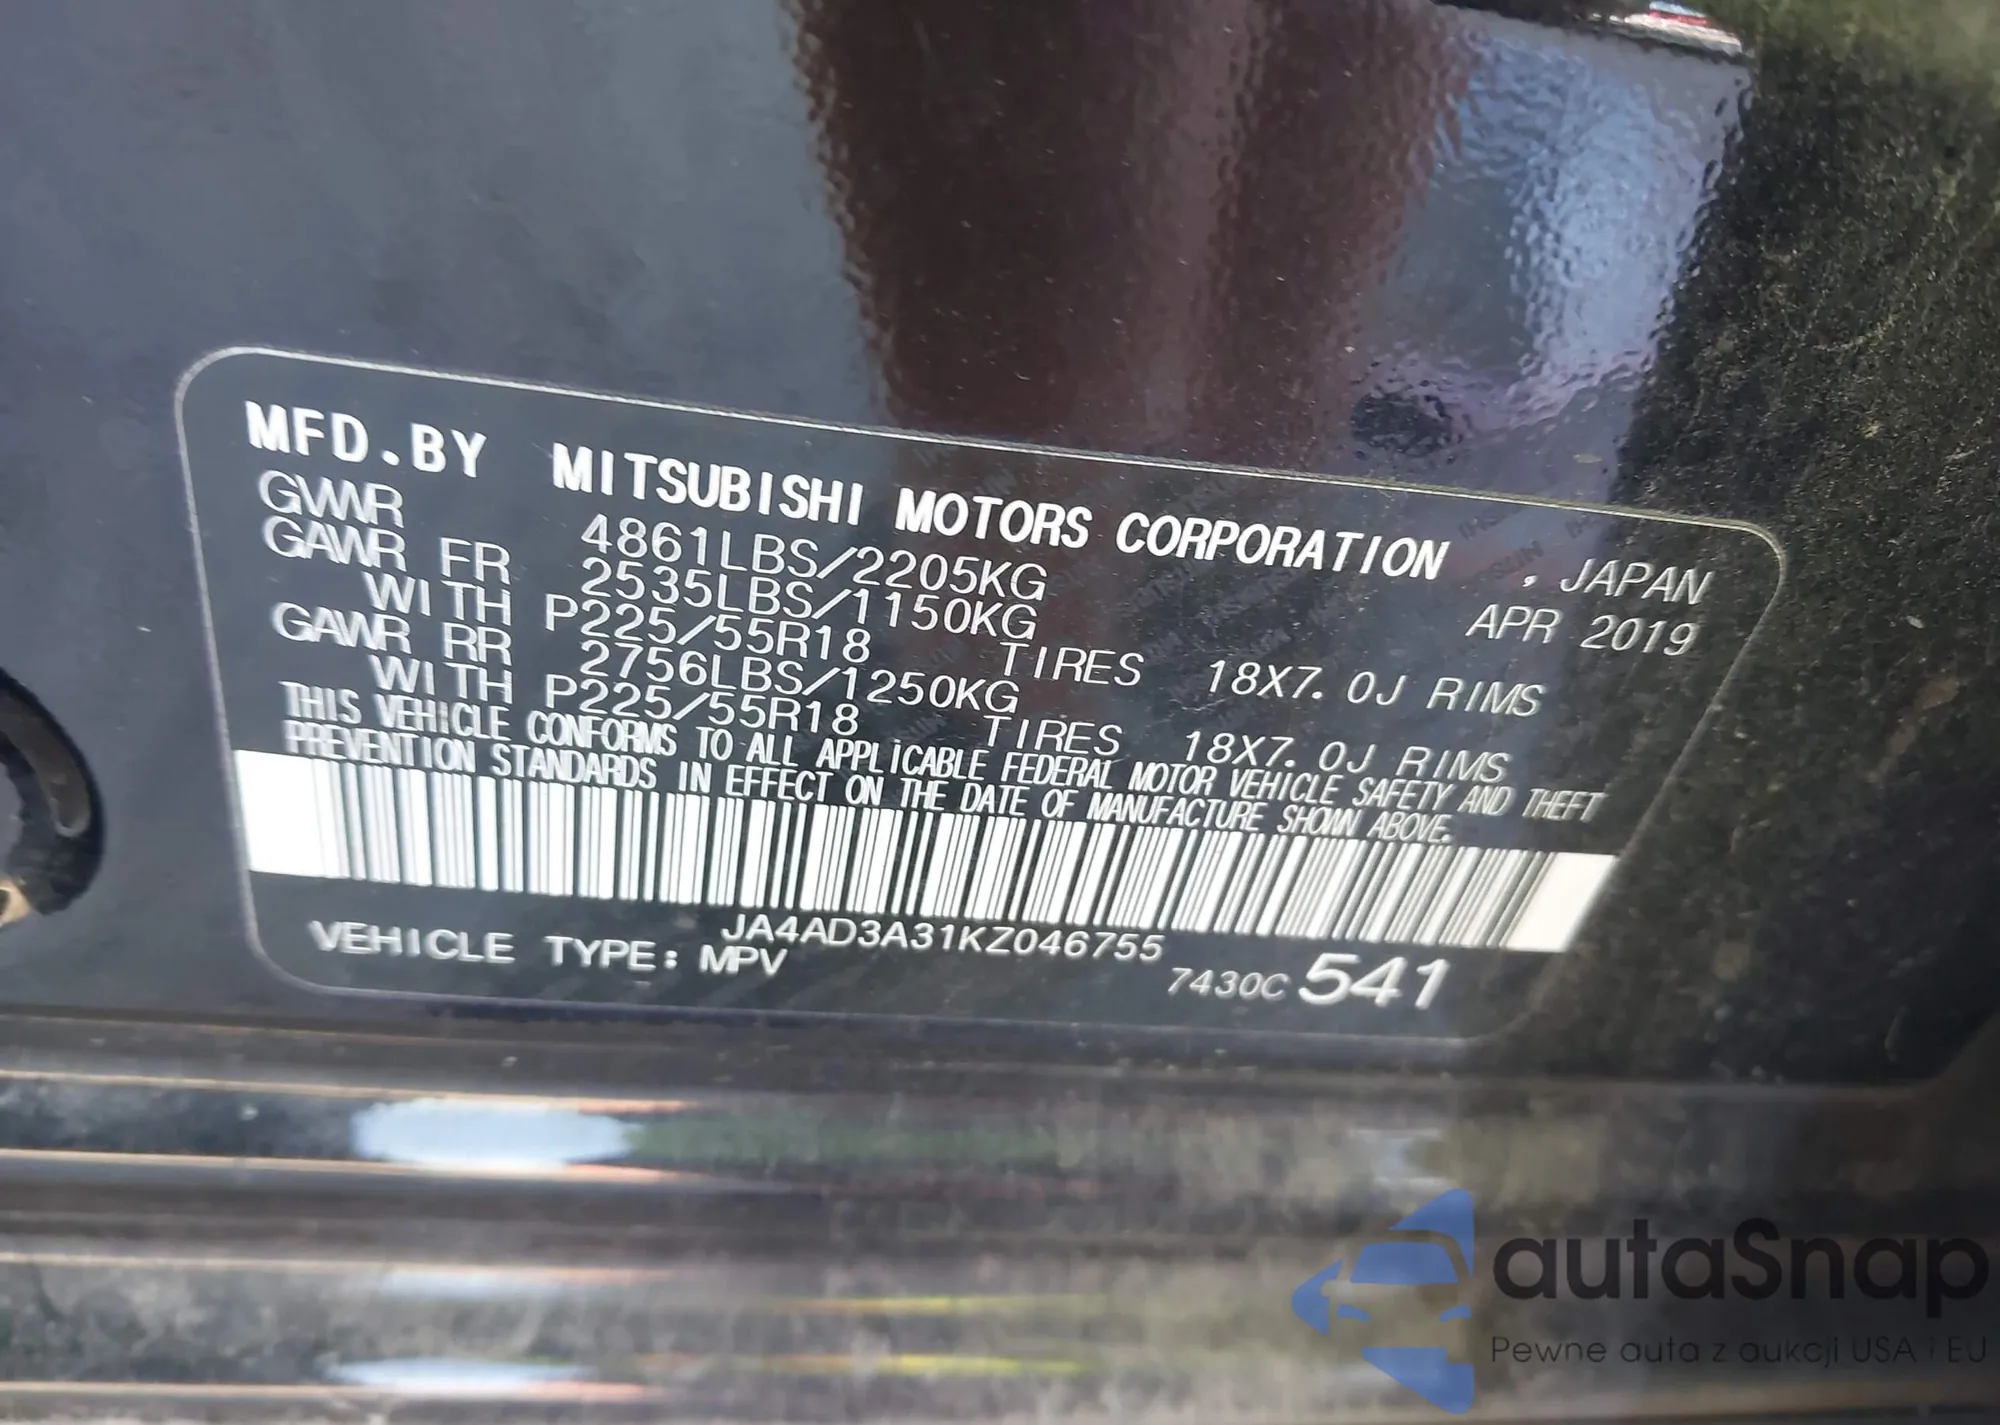 MFD.BY MITSUBISHI MOTORS CORPORATION , JAPAN
GVWR 4861LBS/2205KG APR 2019
GAWR FR 2535LBS/1150KG
WITH P225/55R18 TIRES 18X7.0J RIMS
GAWR RR 2756LBS/1250KG
WITH P225/55R18 TIRES 18X7.0J RIMS
THIS VEHICLE CONFORMS TO ALL APPLICABLE FEDERAL MOTOR VEHICLE SAFETY AND THEFT
PREVENTION STANDARDS IN EFFECT ON THE DATE OF MANUFACTURE SHOWN ABOVE.
JA4AD3A31KZ046755
VEHICLE TYPE: MPV 7430C 541
autaSnap
Pewne auta z aukcji USA i EU